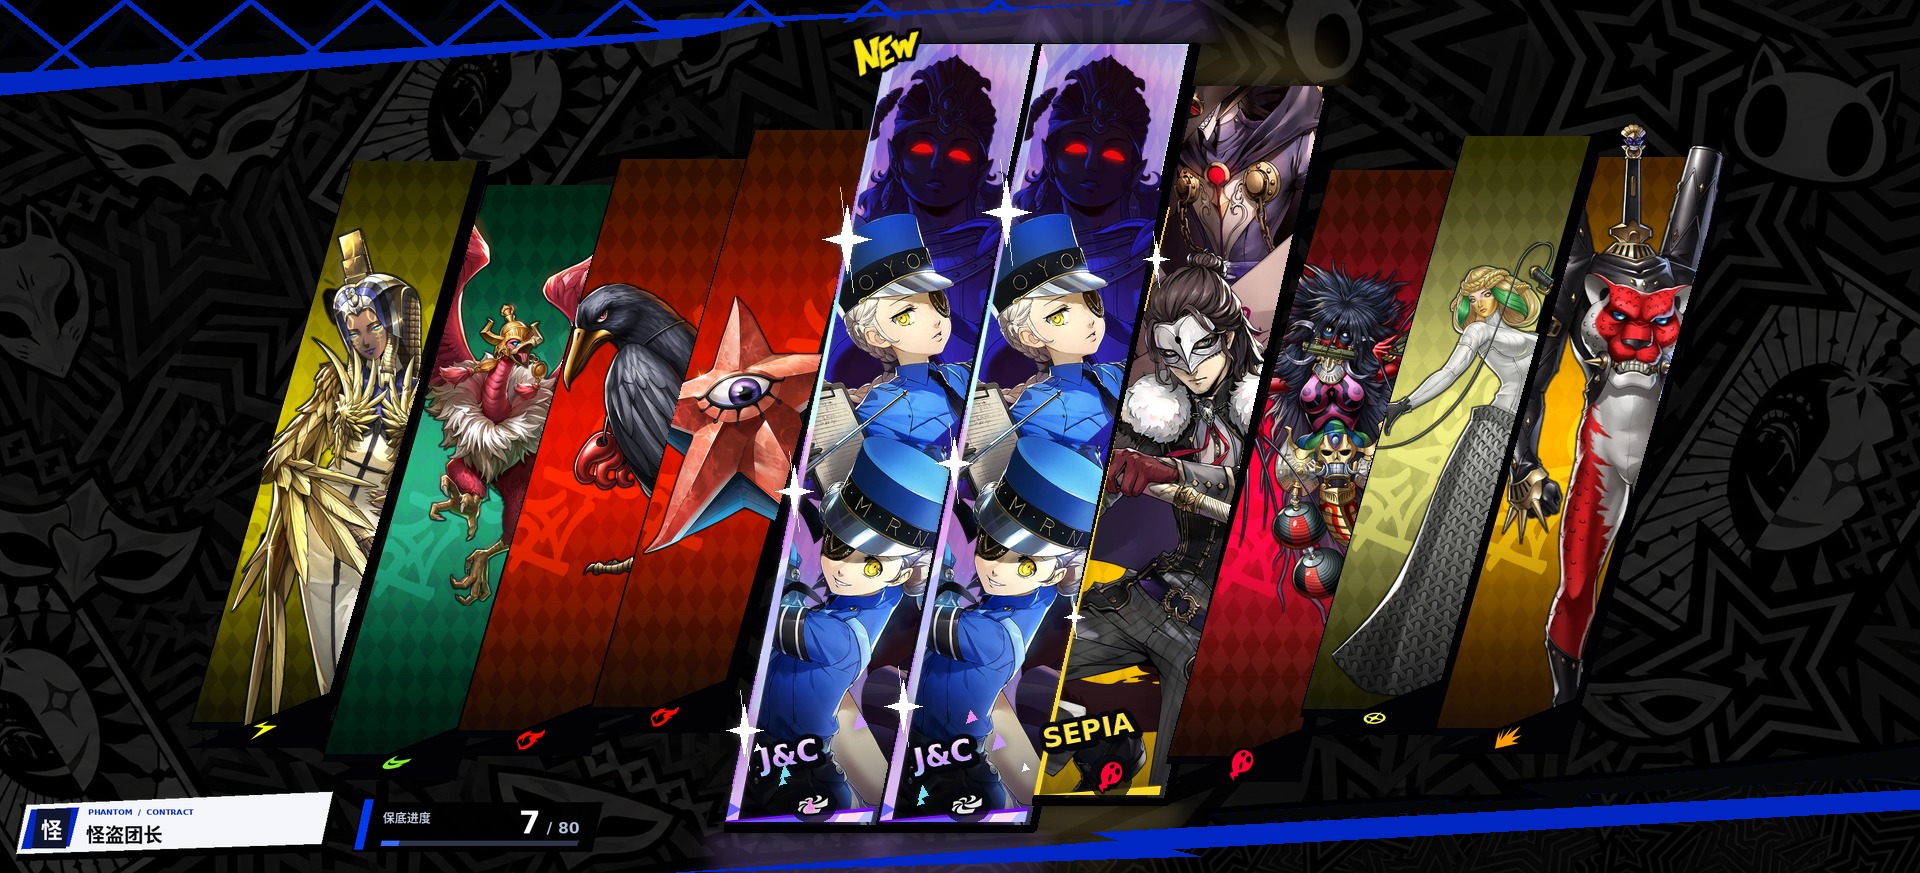 NEW
O·Y·O
O·Y·O
M·R·N
M·R·N
J&C
J&C
SEPIA
怪
PHANTOM / CONTRACT
怪盗团长
保底进度
7 / 80